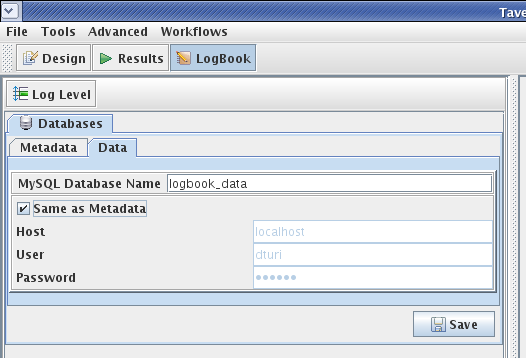 Tave
File Tools Advanced Workflows
Design Results LogBook
Log Level
Databases
Metadata Data
MySQL Database Name logbook_data
Same as Metadata
Host localhost
User dturi
Password ••••••
Save